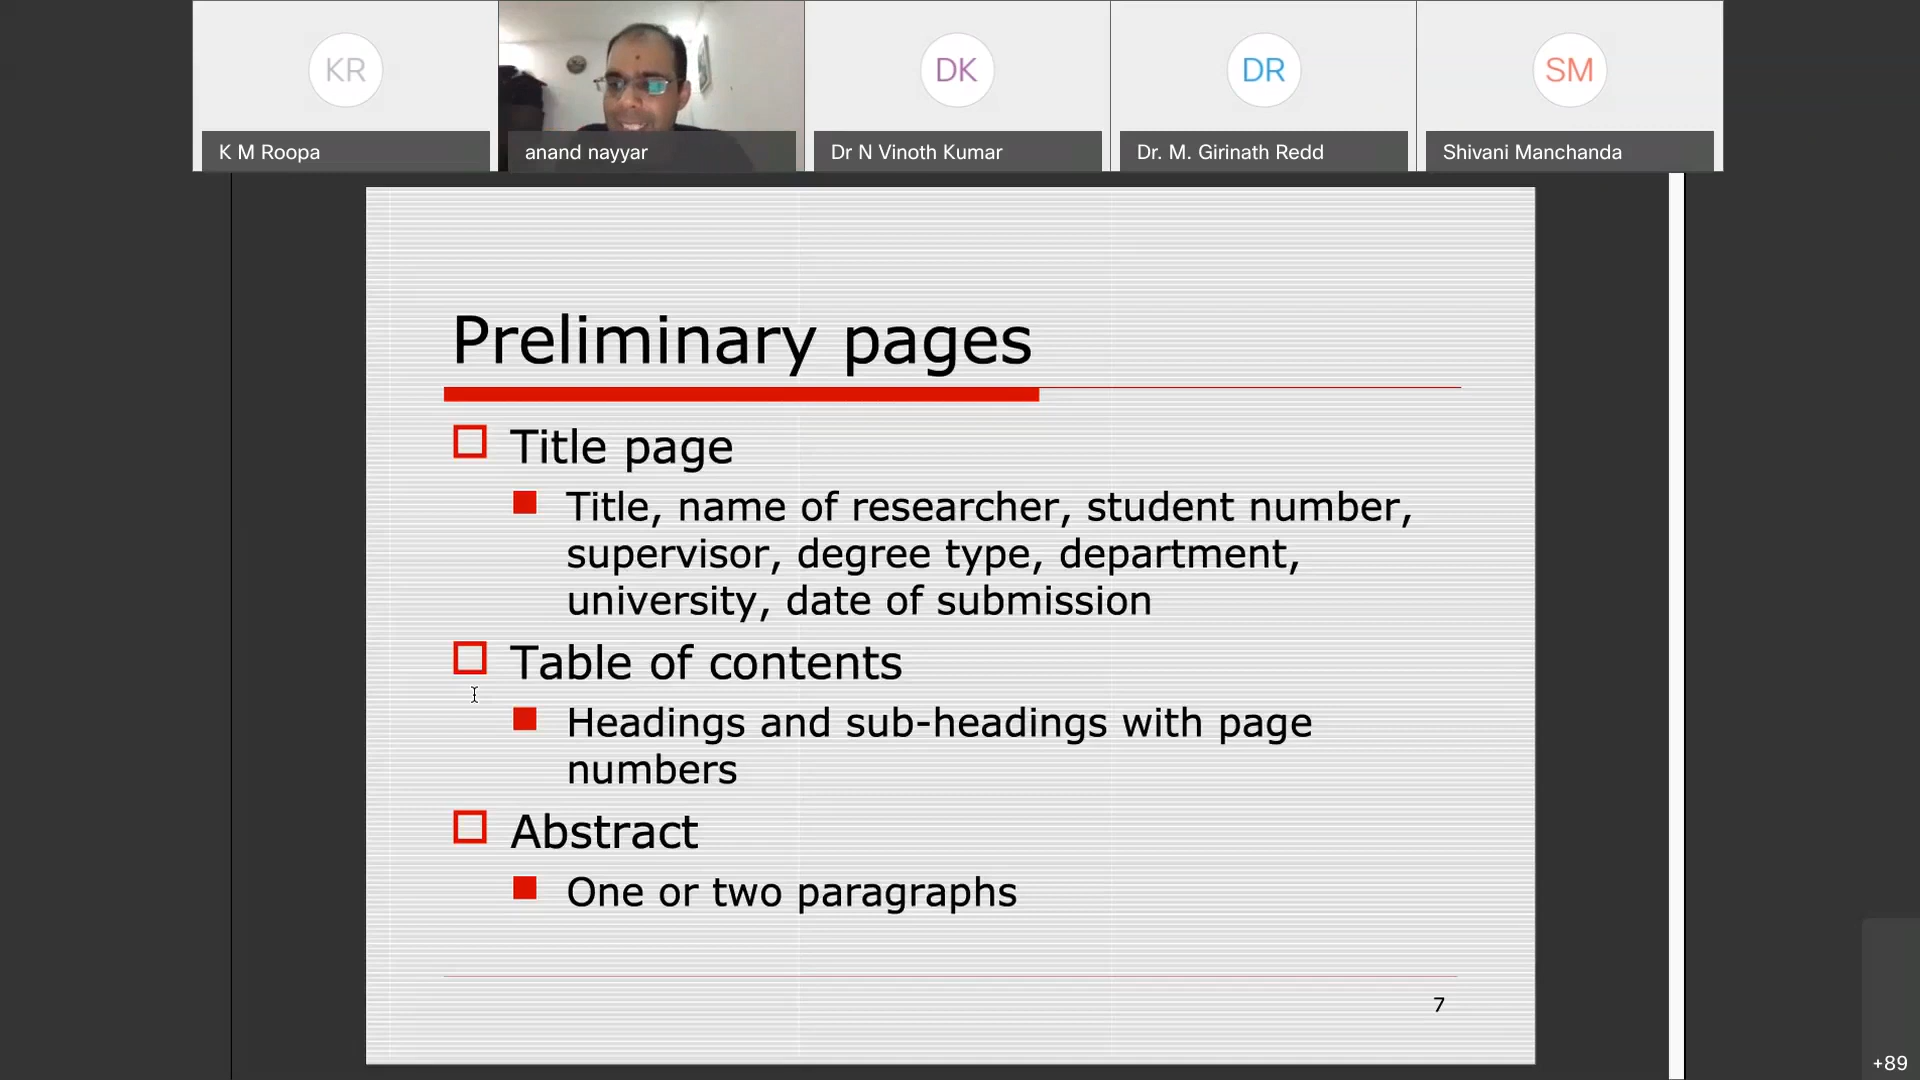 KR
DK
DR
SM
K M Roopa
anand nayyar
Dr N Vinoth Kumar
Dr. M. Girinath Redd
Shivani Manchanda
Preliminary pages
Title page
Title, name of researcher, student number,
supervisor, degree type, department,
university, date of submission
Table of contents
Headings and sub-headings with page
numbers
Abstract
One or two paragraphs
7
+89